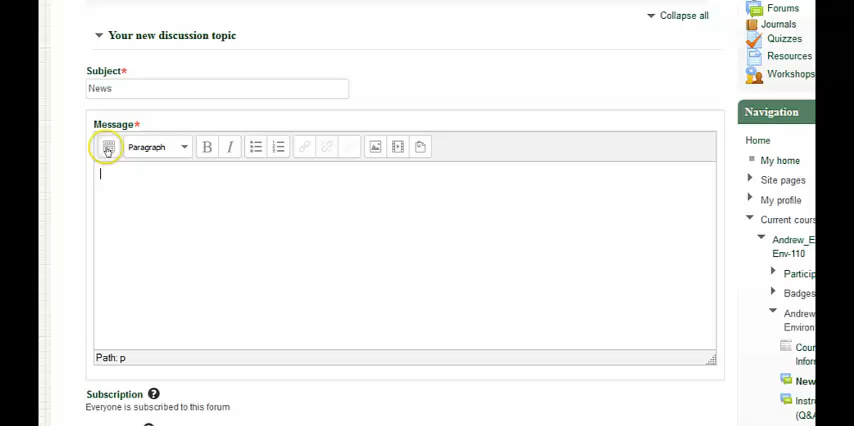 Collapse all
Your new discussion topic
Subject*
News
Message*
Paragraph
B
I
Path: p
Subscription
Everyone is subscribed to this forum
Forums
Journals
Quizzes
Resources
Workshops
Navigation
Home
My home
Site pages
My profile
Current cours
Andrew_E
Env-110
Particip
Badges
Andrew
Environ
Cou
Infor
New
Instr
(Q&A